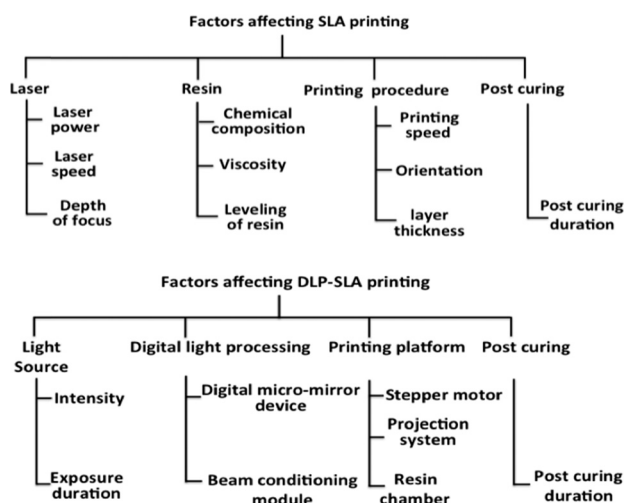 Factors affecting SLA printing
Laser
Resin
Printing procedure
Post curing
Laser
power
Laser
speed
Depth
of focus
Chemical
composition
Viscosity
Leveling
of resin
Printing
speed
Orientation
layer
thickness
Post curing
duration
Factors affecting DLP-SLA printing
Light
Source
Digital light processing
Printing platform
Post curing
Intensity
Exposure
duration
Digital micro-mirror
device
Beam conditioning
module
Stepper motor
Projection
system
Resin
chamber
Post curing
duration